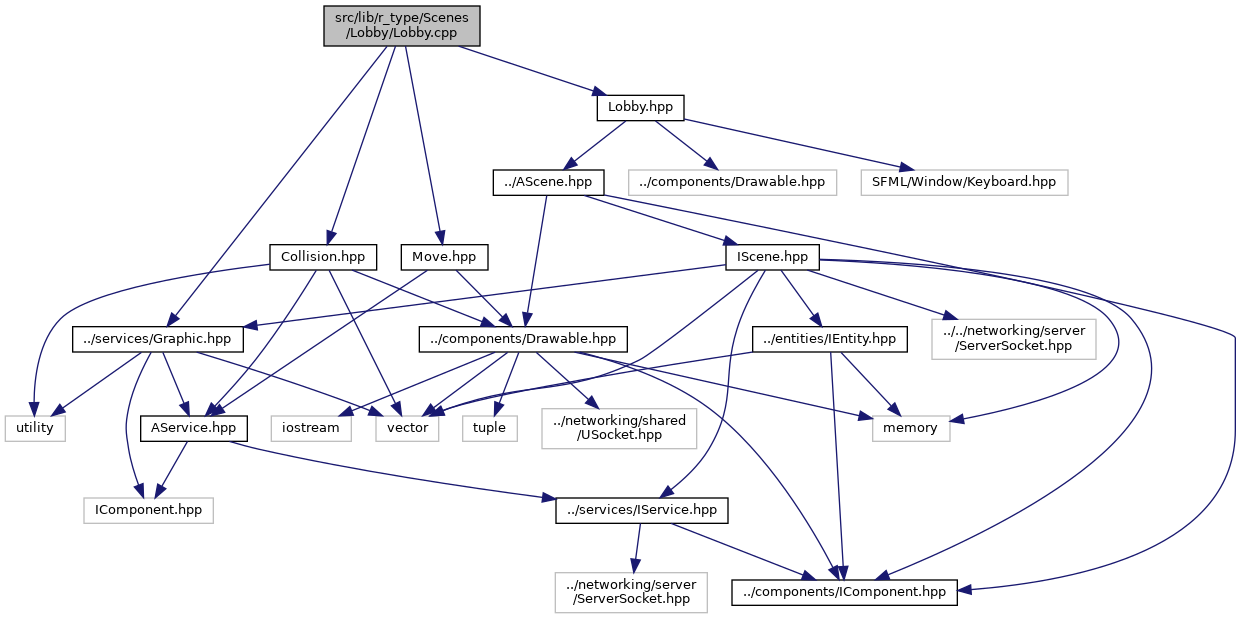 src/lib/r_type/Scenes
/Lobby/Lobby.cpp
Lobby.hpp
../AScene.hpp
../components/Drawable.hpp
SFML/Window/Keyboard.hpp
Collision.hpp
Move.hpp
IScene.hpp
../services/Graphic.hpp
../components/Drawable.hpp
../entities/IEntity.hpp
../../networking/server
/ServerSocket.hpp
utility
AService.hpp
iostream
vector
tuple
../networking/shared
/USocket.hpp
memory
IComponent.hpp
../services/IService.hpp
../networking/server
/ServerSocket.hpp
../components/IComponent.hpp